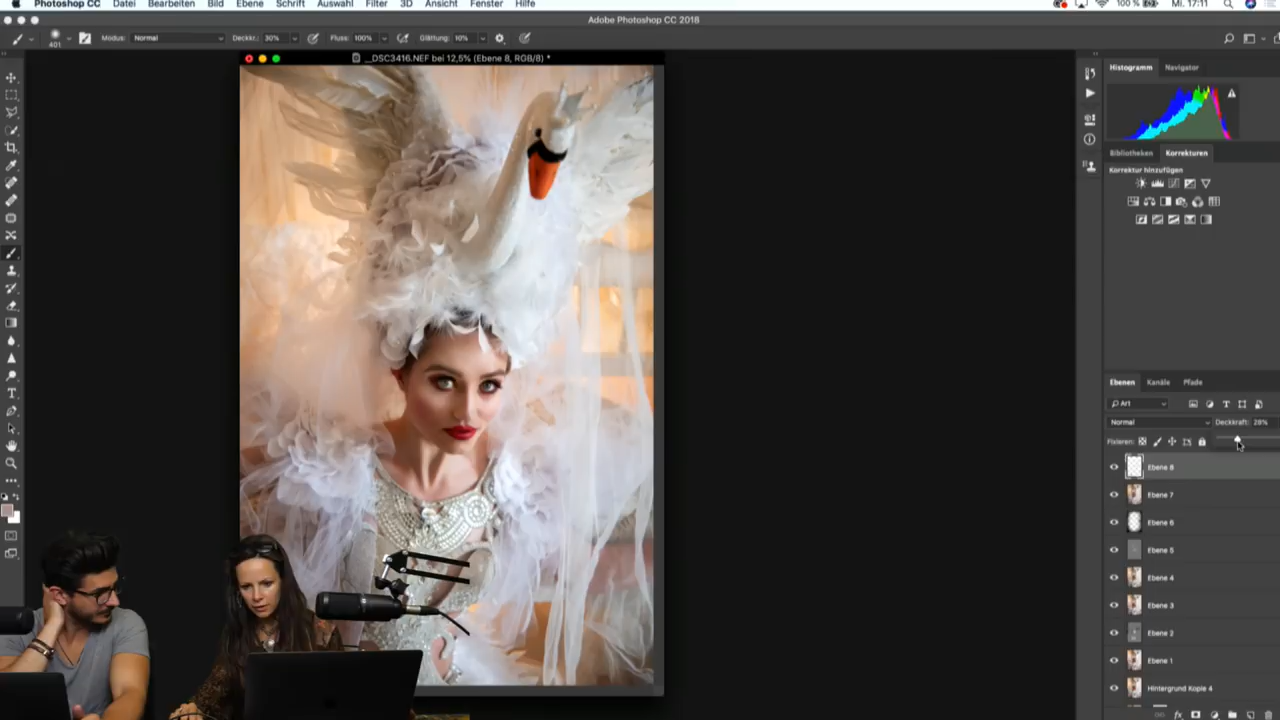 Photoshop CC Datei Bearbeiten Bild Ebene Schrift Auswahl Filter 3D Ansicht Fenster Hilfe 100 % Mi. 17:11
Adobe Photoshop CC 2018
401 Modus: Normal Deckkr.: 30% Fluss: 100% Glättung: 10%
__DSC3416.NEF bei 12,5% (Ebene 8, RGB/8) *
Histogramm Navigator
Bibliotheken Korrekturen
Korrektur hinzufügen
Ebenen Kanäle Pfade
Art
Normal Deckkraft: 28%
Fixieren:
Ebene 8
Ebene 7
Ebene 6
Ebene 5
Ebene 4
Ebene 3
Ebene 2
Ebene 1
Hintergrund Kopie 4